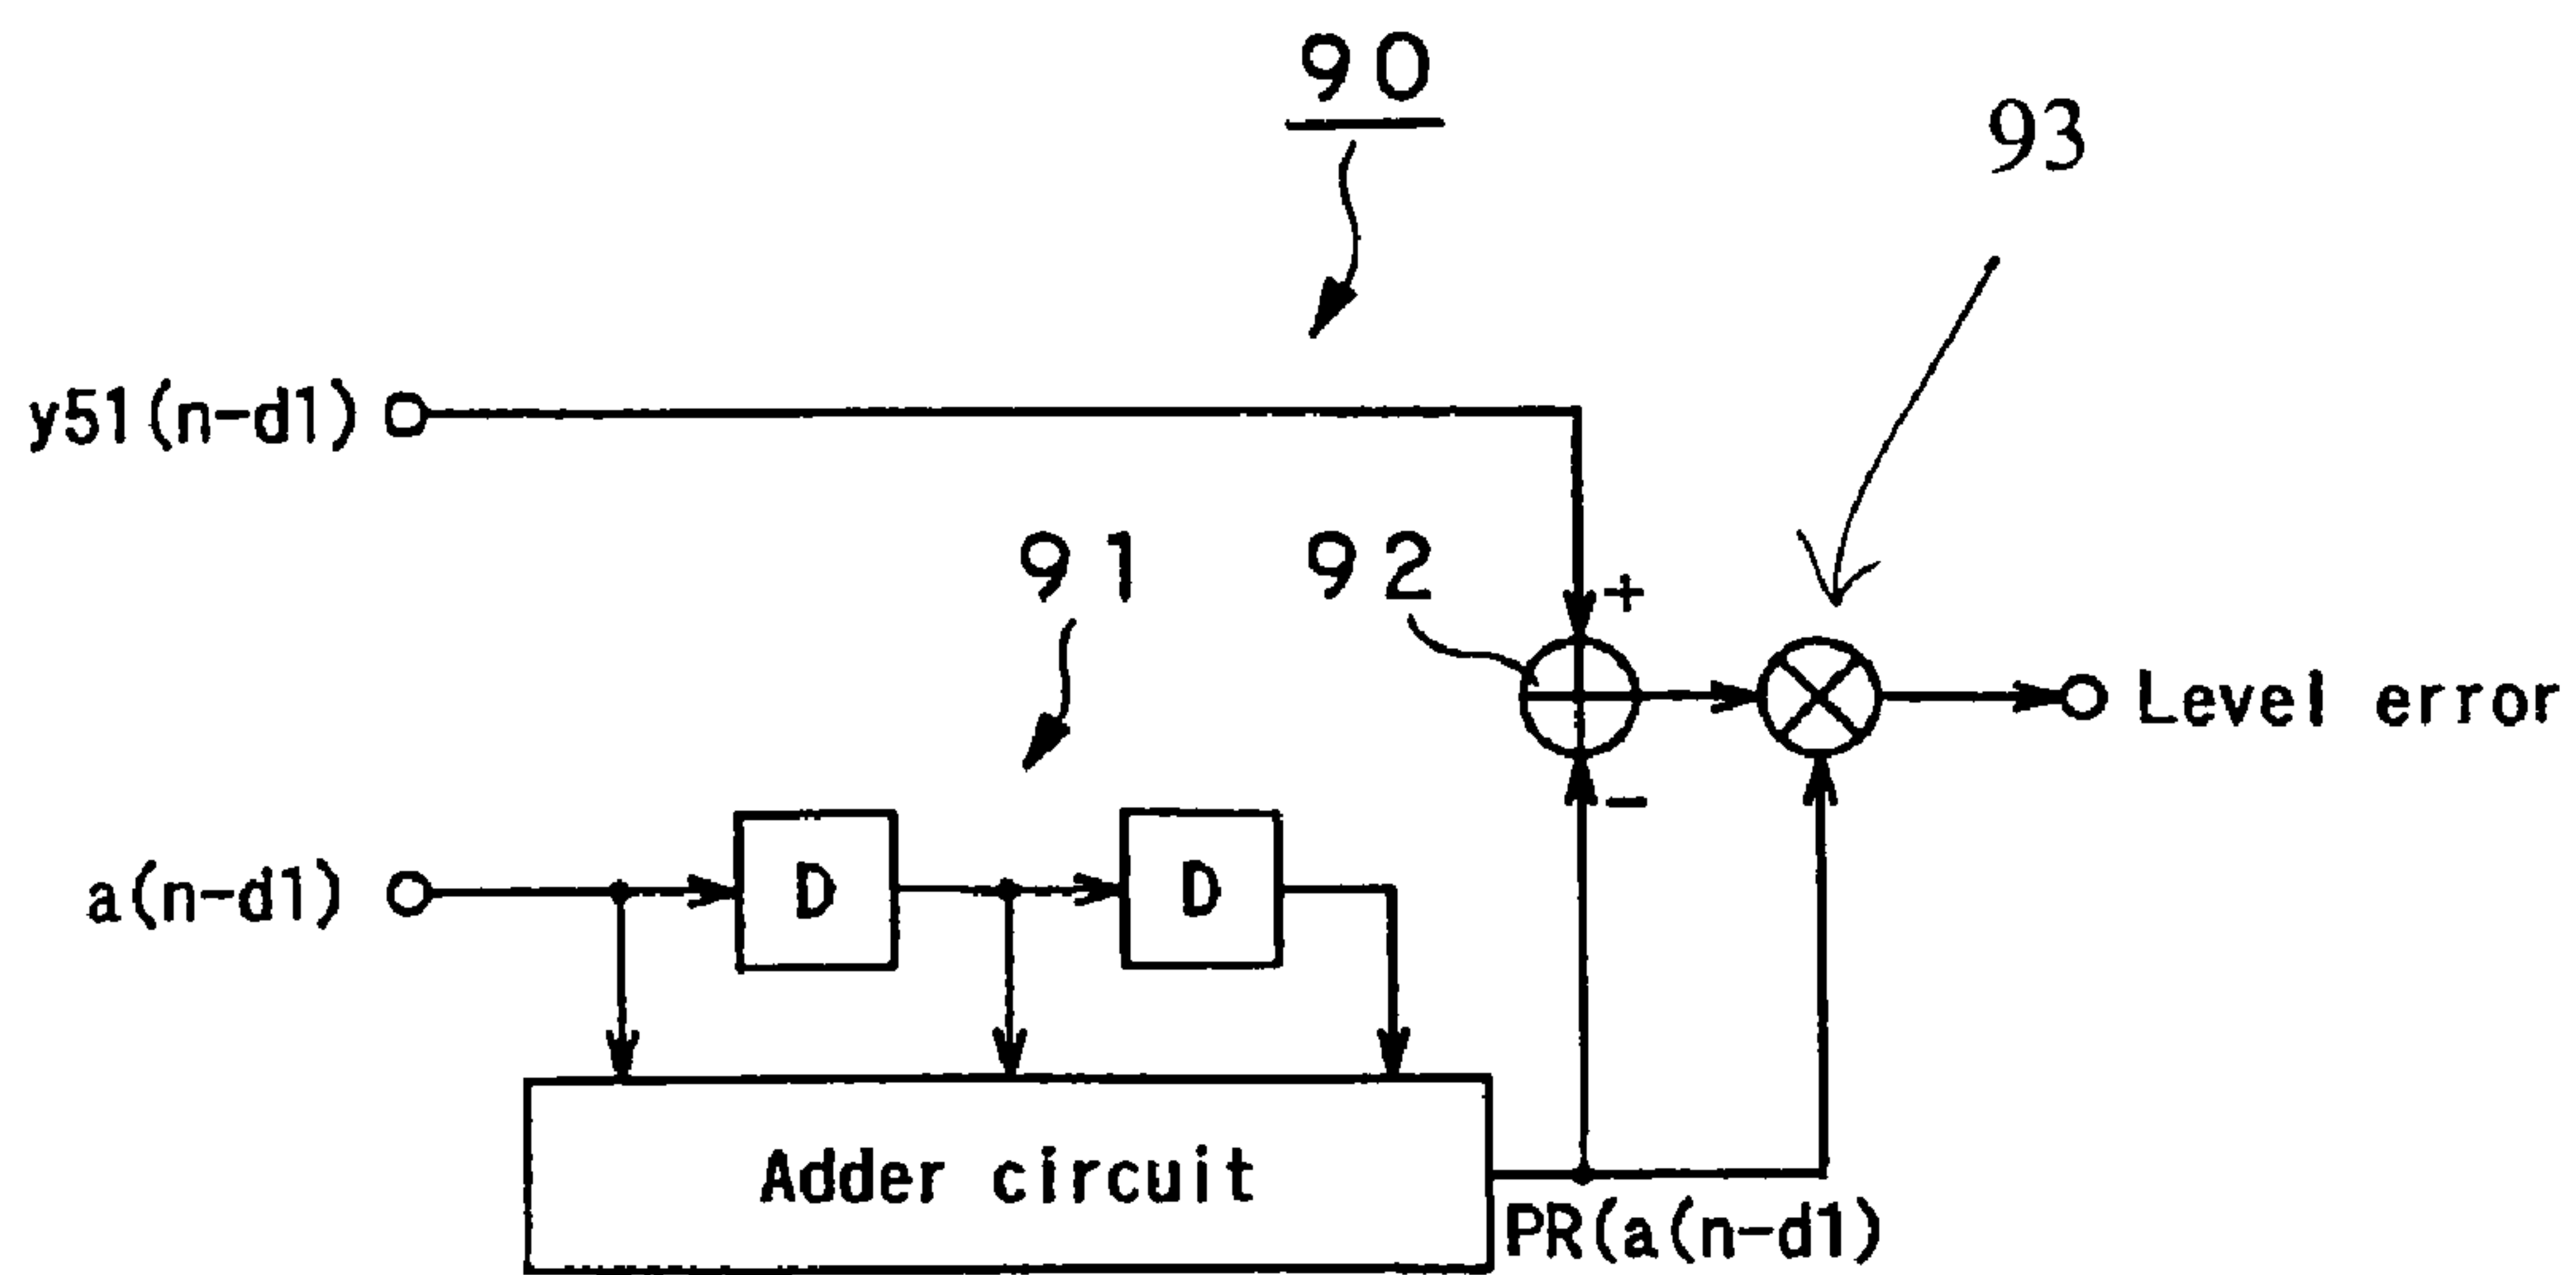 90
93
y51(n-d1)
91
92
+
Level error
-
a(n-d1)
D
D
Adder circuit
PR(a(n-d1)